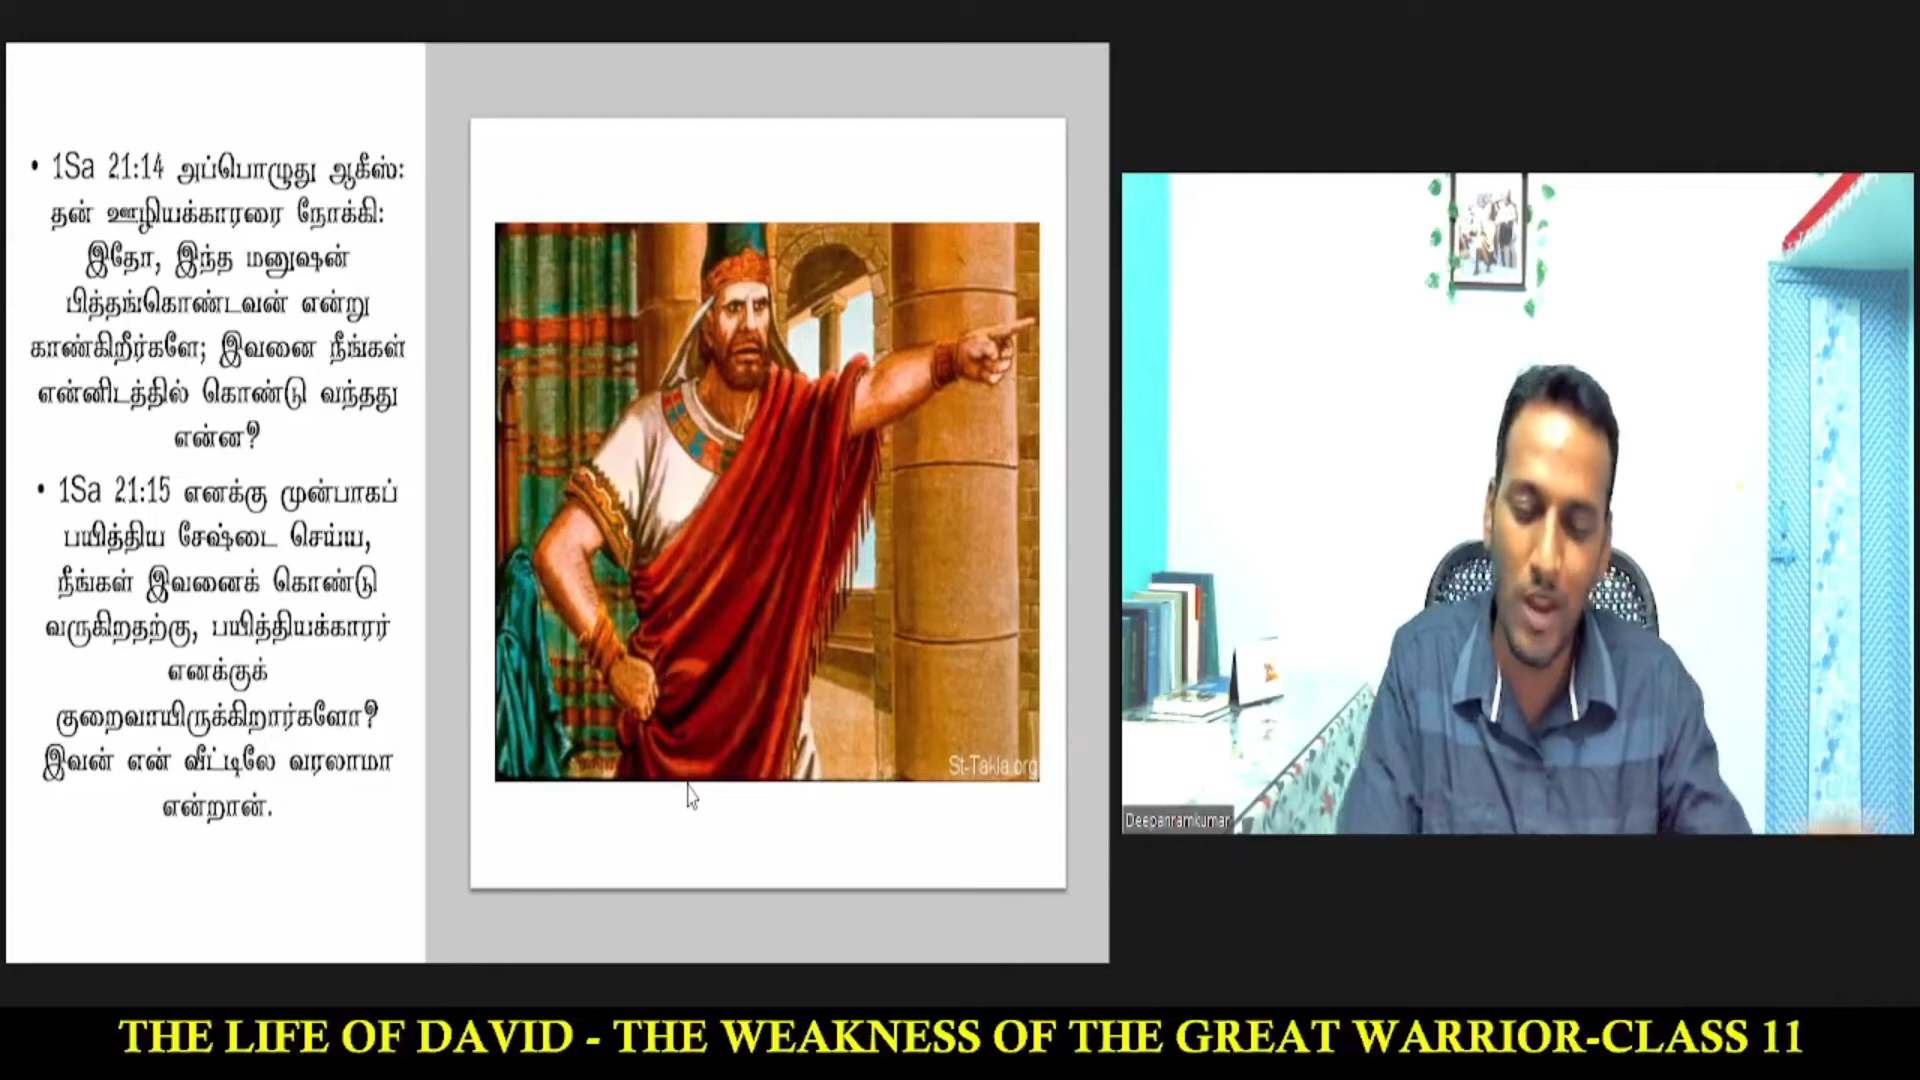 • 1Sa 21:14 அப்பொழுது ஆகீஸ்:
தன் ஊழியக்காரரை நோக்கி:
இதோ, இந்த மனுஷன்
பித்தங்கொண்டவன் என்று
காண்கிறீர்களே; இவனை நீங்கள்
என்னிடத்தில் கொண்டு வந்தது
என்ன?
• 1Sa 21:15 எனக்கு முன்பாகப்
பயித்திய சேஷ்டை செய்ய,
நீங்கள் இவனைக் கொண்டு
வருகிறதற்கு, பயித்தியக்காரர்
எனக்குக்
குறைவாயிருக்கிறார்களோ?
இவன் என் வீட்டிலே வரலாமா
என்றான்.
St-Takla.org
Deepanramkumar
THE LIFE OF DAVID - THE WEAKNESS OF THE GREAT WARRIOR-CLASS 11